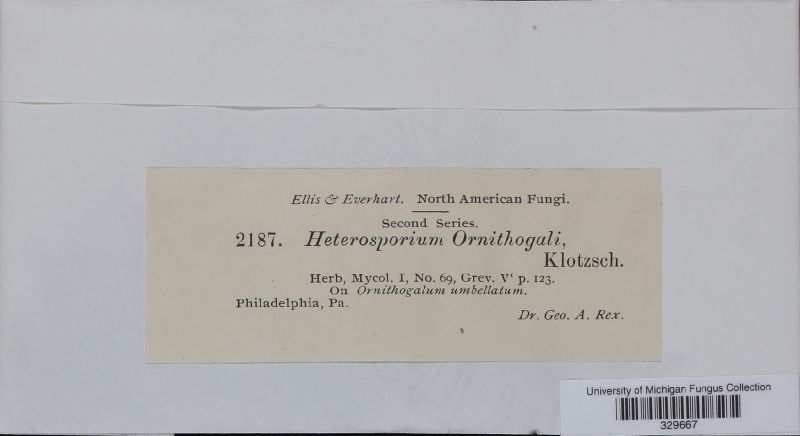 Ellis & Everhart. North American Fungi.
Second Series.
2187. Heterosporium Ornithogali,
Klotzsch.
Herb, Mycol. I, No. 69, Grev. V‘ p. 123.
On Ornithogalum umbellatum.
Philadelphia, Pa.
Dr. Geo. A. Rex.
University of Michigan Fungus Collection
329667